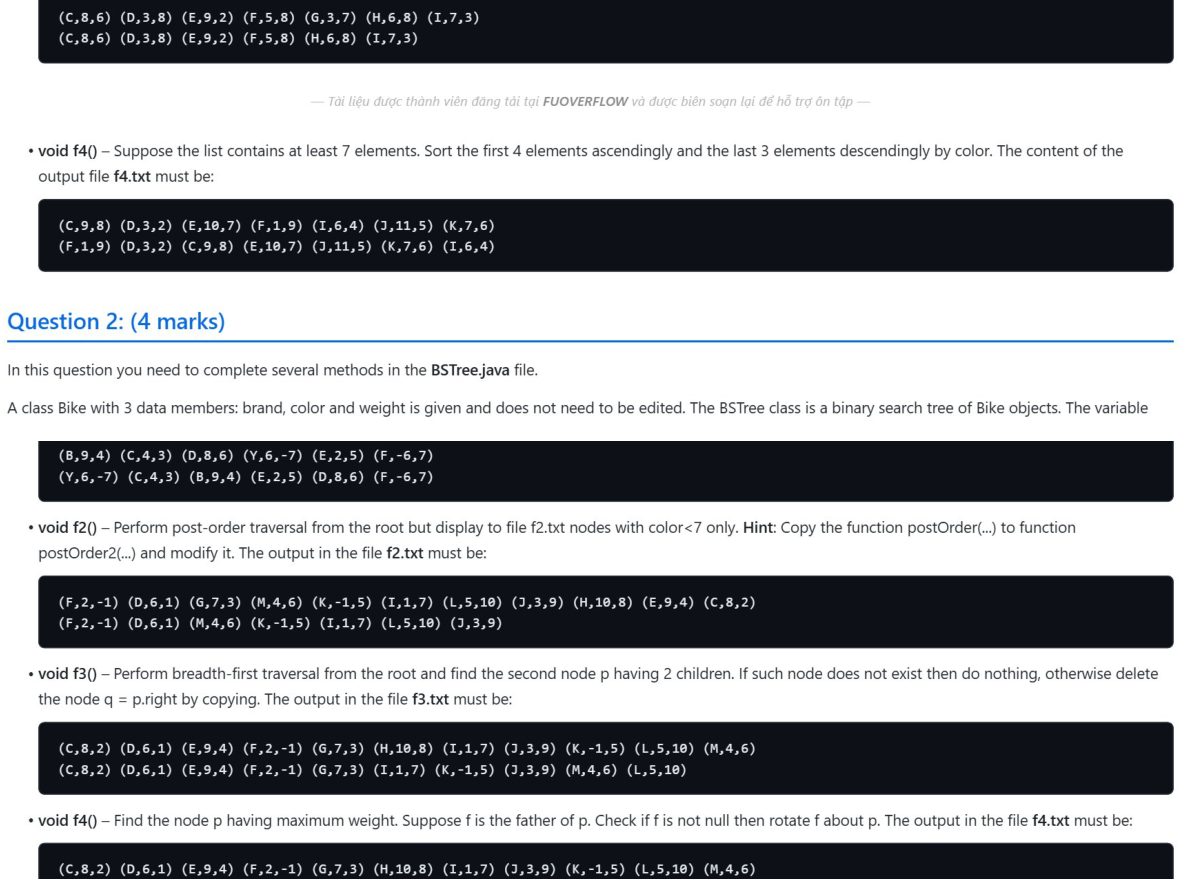 (C,8,6) (D,3,8) (E,9,2) (F,5,8) (G,3,7) (H,6,8) (I,7,3)
(C,8,6) (D,3,8) (E,9,2) (F,5,8) (H,6,8) (I,7,3)
— Tài liệu được thành viên đăng tải tại FUOVERFLOW và được biên soạn lại để hỗ trợ ôn tập —
• void f4() – Suppose the list contains at least 7 elements. Sort the first 4 elements ascendingly and the last 3 elements descendingly by color. The content of the
output file f4.txt must be:
(C,9,8) (D,3,2) (E,10,7) (F,1,9) (I,6,4) (J,11,5) (K,7,6)
(F,1,9) (D,3,2) (C,9,8) (E,10,7) (J,11,5) (K,7,6) (I,6,4)
Question 2: (4 marks)
In this question you need to complete several methods in the BSTree.java file.
A class Bike with 3 data members: brand, color and weight is given and does not need to be edited. The BSTree class is a binary search tree of Bike objects. The variable
(B,9,4) (C,4,3) (D,8,6) (Y,6,-7) (E,2,5) (F,-6,7)
(Y,6,-7) (C,4,3) (B,9,4) (E,2,5) (D,8,6) (F,-6,7)
• void f2() – Perform post-order traversal from the root but display to file f2.txt nodes with color<7 only. Hint: Copy the function postOrder(...) to function
postOrder2(...) and modify it. The output in the file f2.txt must be:
(F,2,-1) (D,6,1) (G,7,3) (M,4,6) (K,-1,5) (I,1,7) (L,5,10) (J,3,9) (H,10,8) (E,9,4) (C,8,2)
(F,2,-1) (D,6,1) (M,4,6) (K,-1,5) (I,1,7) (L,5,10) (J,3,9)
• void f3() – Perform breadth-first traversal from the root and find the second node p having 2 children. If such node does not exist then do nothing, otherwise delete
the node q = p.right by copying. The output in the file f3.txt must be:
(C,8,2) (D,6,1) (E,9,4) (F,2,-1) (G,7,3) (H,10,8) (I,1,7) (J,3,9) (K,-1,5) (L,5,10) (M,4,6)
(C,8,2) (D,6,1) (E,9,4) (F,2,-1) (G,7,3) (I,1,7) (K,-1,5) (J,3,9) (M,4,6) (L,5,10)
• void f4() – Find the node p having maximum weight. Suppose f is the father of p. Check if f is not null then rotate f about p. The output in the file f4.txt must be:
(C,8,2) (D,6,1) (E,9,4) (F,2,-1) (G,7,3) (H,10,8) (I,1,7) (J,3,9) (K,-1,5) (L,5,10) (M,4,6)